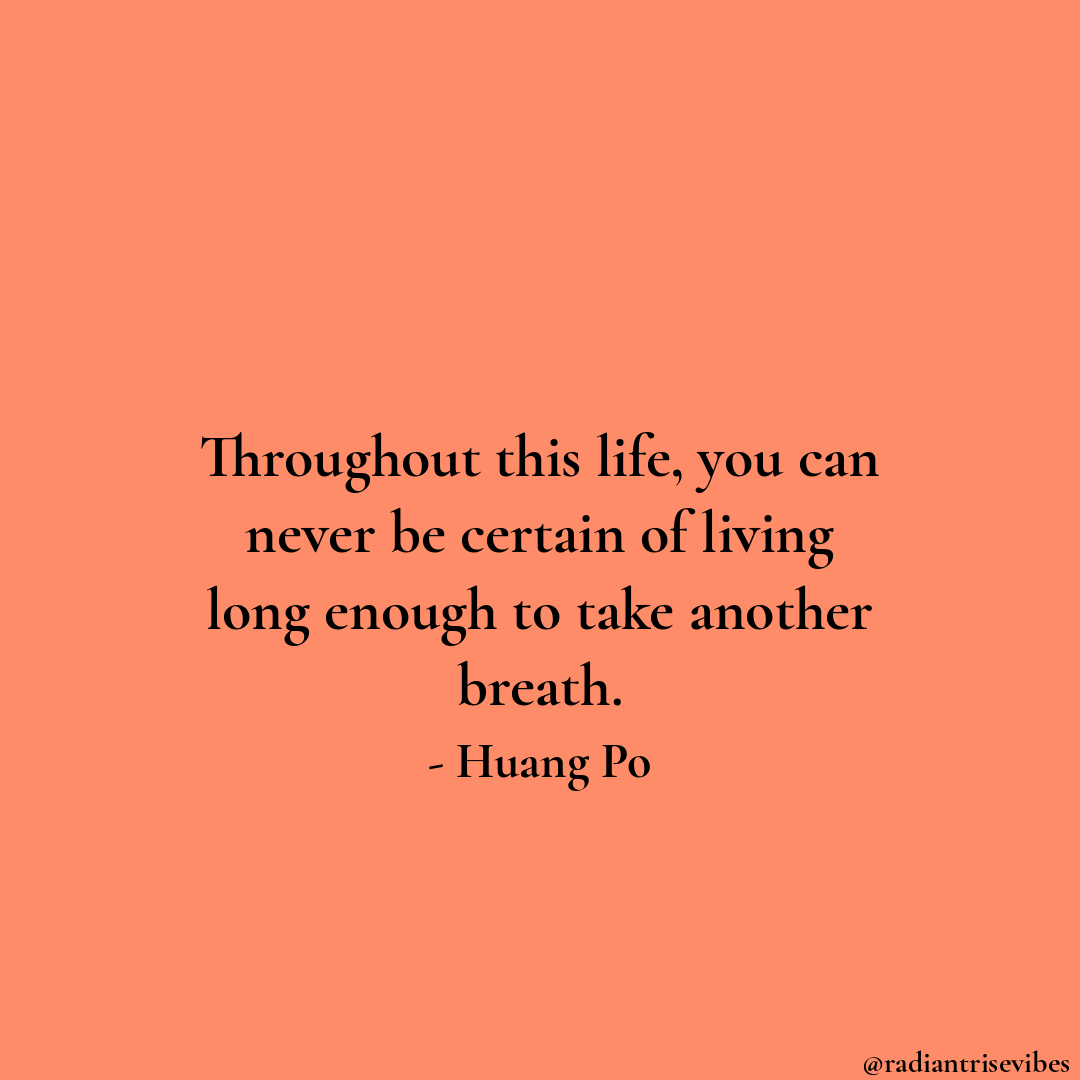 Throughout this life, you can
never be certain of living
long enough to take another
breath.
- Huang Po
@radiantrisevibes